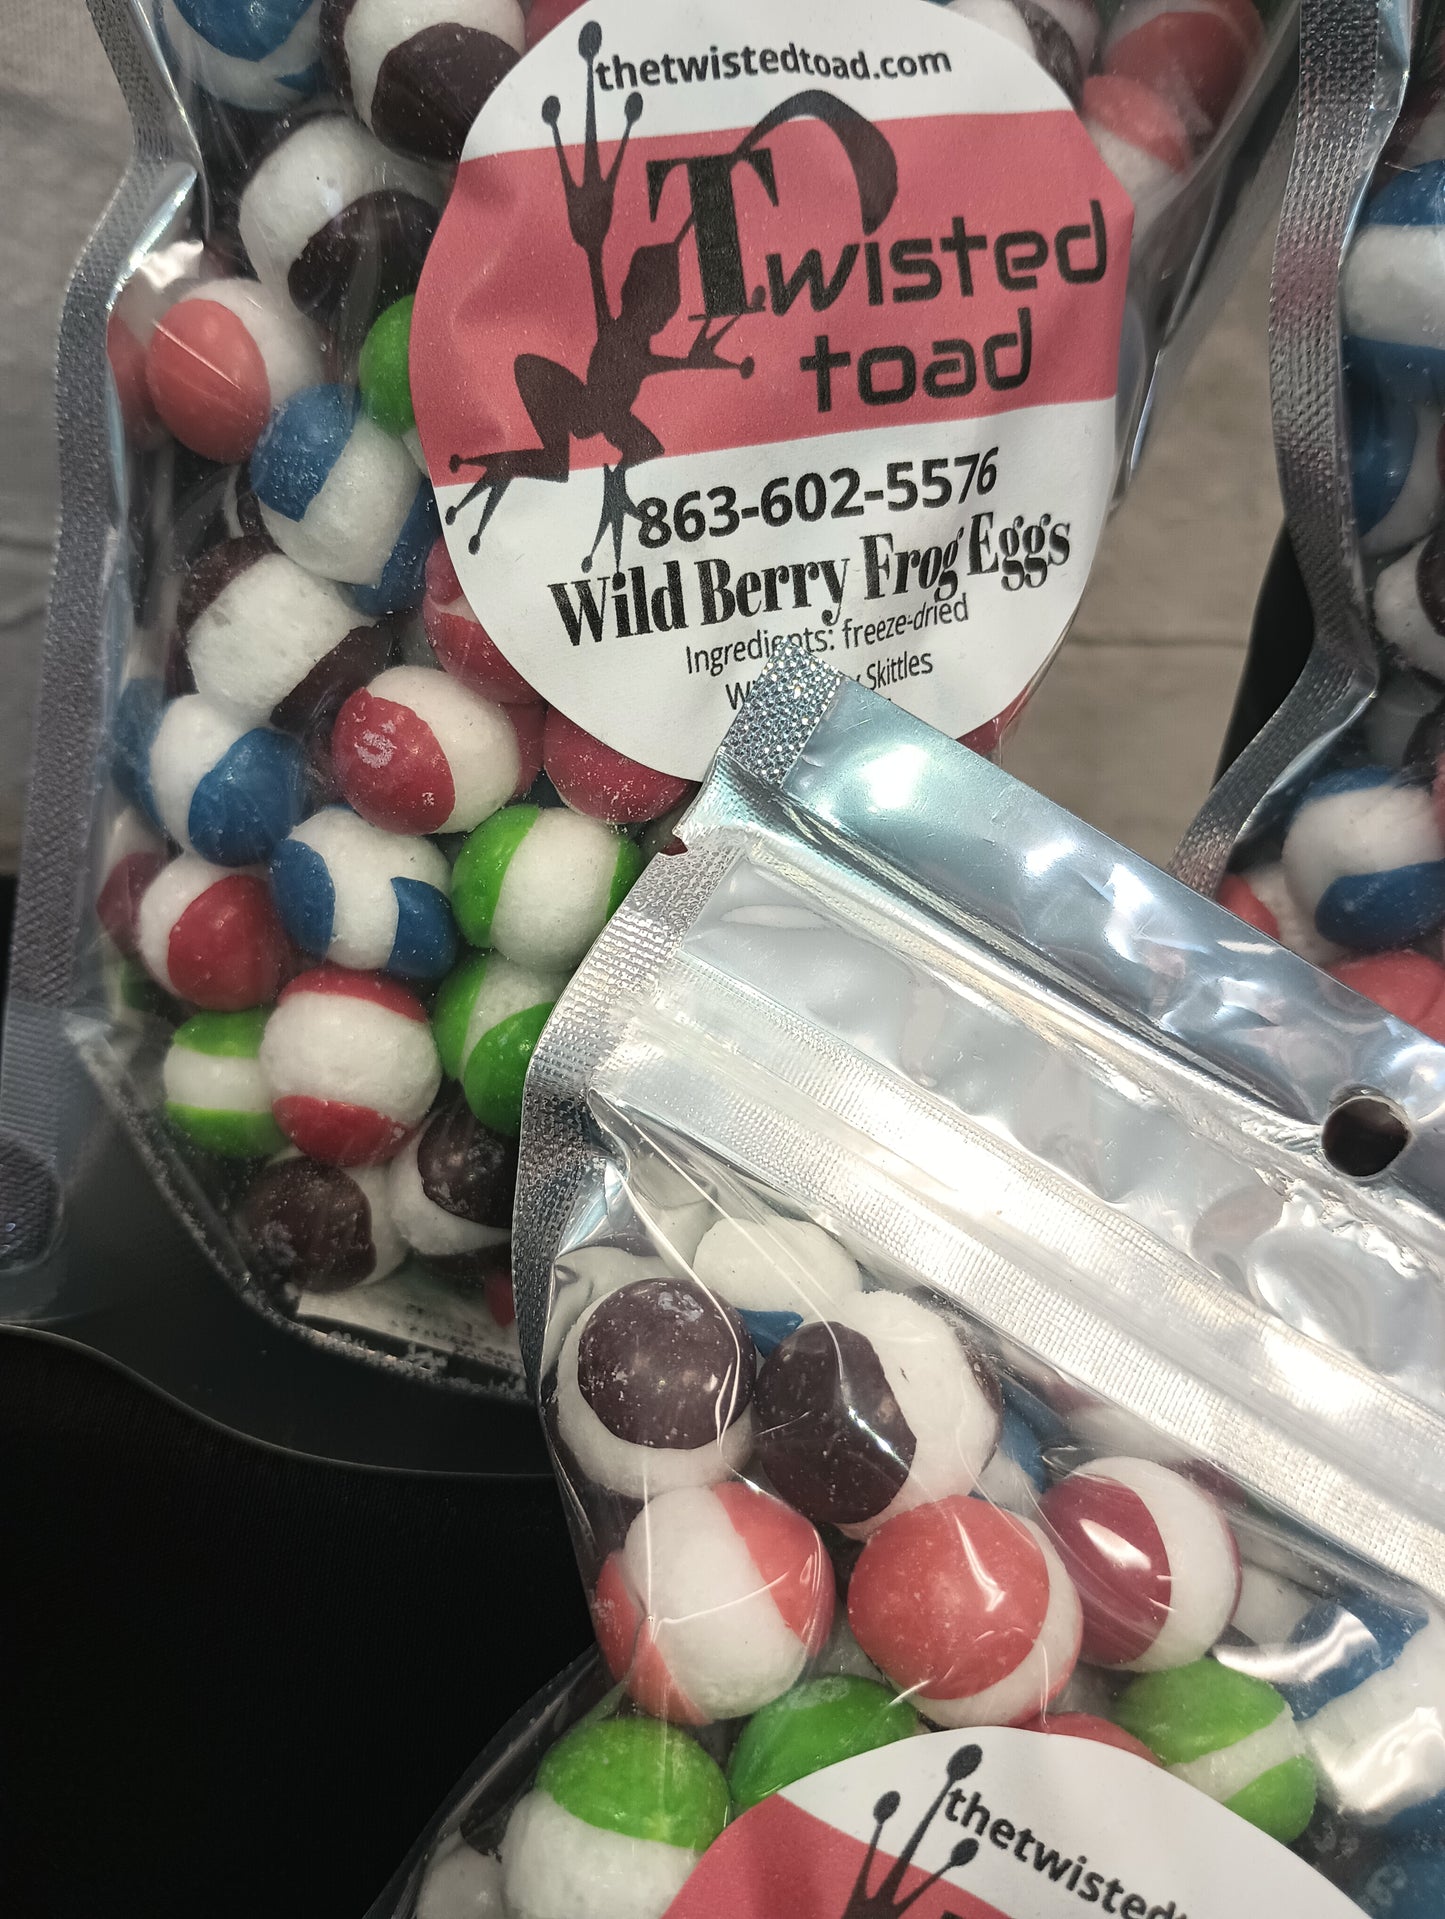 thetwistedtoad.com
Twisted
toad
863-602-5576
Wild Berry Frog Eggs
Ingredients: freeze-dried
Skittles
thetwisted